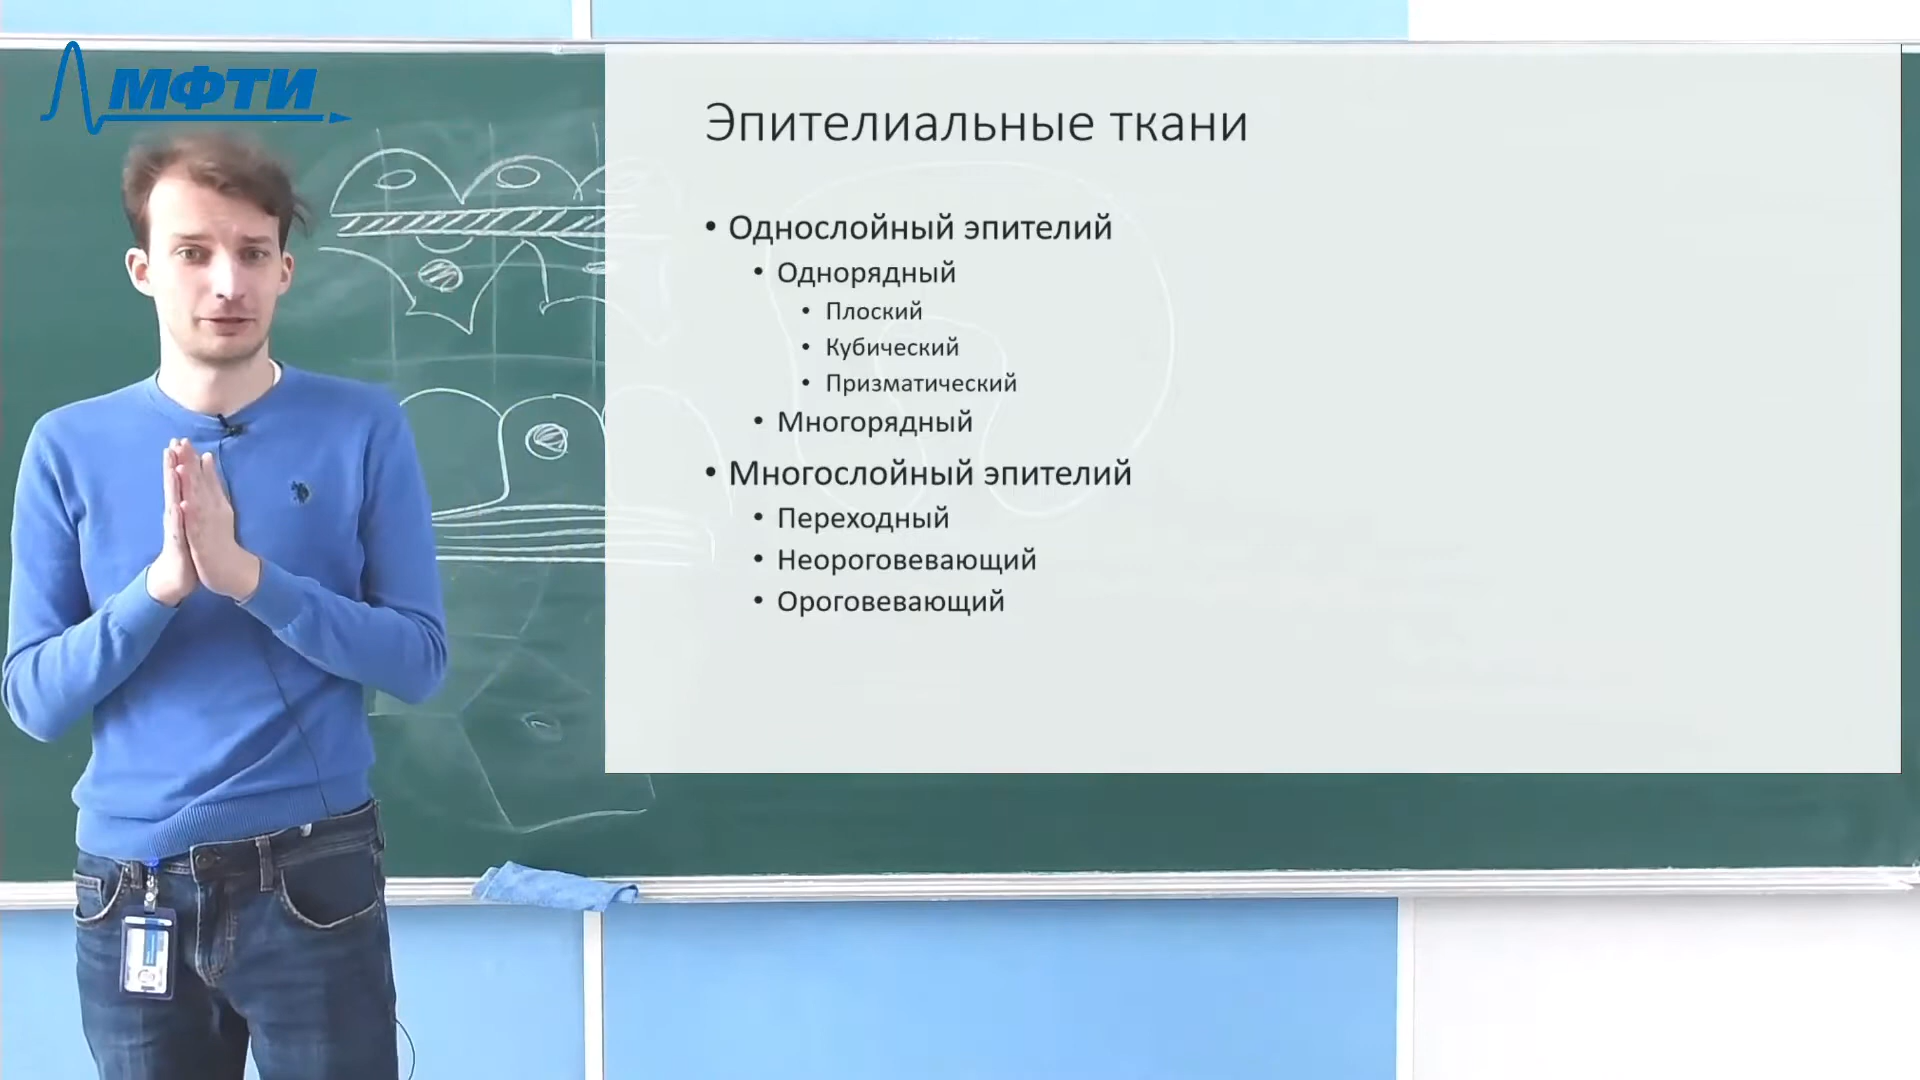 МФТИ
Эпителиальные ткани
• Однослойный эпителий
• Однорядный
• Плоский
• Кубический
• Призматический
• Многорядный
• Многослойный эпителий
• Переходный
• Неороговевающий
• Ороговевающий